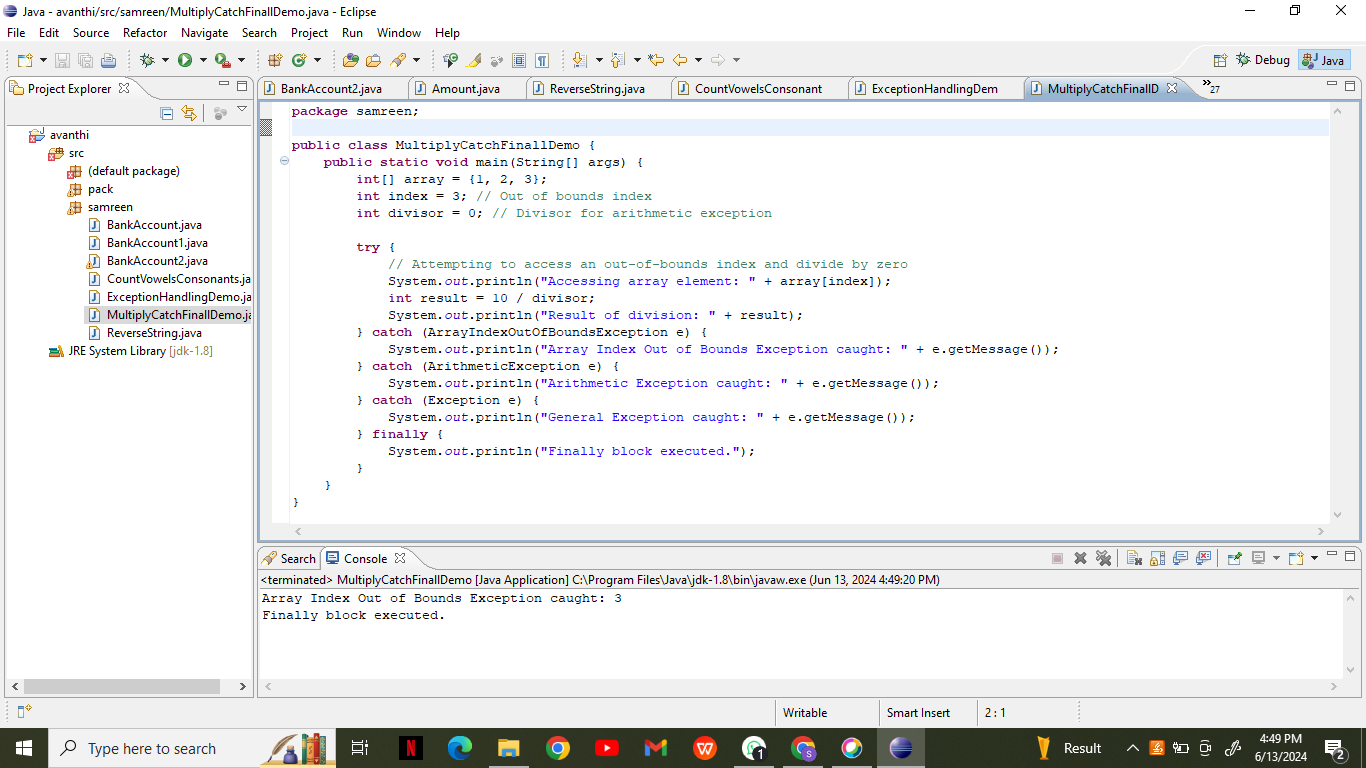 Java - avanthi/src/samreen/MultiplyCatchFinallDemo.java - Eclipse
File Edit Source Refactor Navigate Search Project Run Window Help
Debug Java
Project Explorer
BankAccount2.java Amount.java ReverseString.java CountVowelsConsonant ExceptionHandlingDem MultiplyCatchFinallD »27
avanthi
src
(default package)
pack
samreen
BankAccount.java
BankAccount1.java
BankAccount2.java
CountVowelsConsonants.ja
ExceptionHandlingDemo.ja
MultiplyCatchFinallDemo.ja
ReverseString.java
JRE System Library [jdk-1.8]
package samreen;
public class MultiplyCatchFinallDemo {
public static void main(String[] args) {
int[] array = {1, 2, 3};
int index = 3; // Out of bounds index
int divisor = 0; // Divisor for arithmetic exception
try {
// Attempting to access an out-of-bounds index and divide by zero
System.out.println("Accessing array element: " + array[index]);
int result = 10 / divisor;
System.out.println("Result of division: " + result);
} catch (ArrayIndexOutOfBoundsException e) {
System.out.println("Array Index Out of Bounds Exception caught: " + e.getMessage());
} catch (ArithmeticException e) {
System.out.println("Arithmetic Exception caught: " + e.getMessage());
} catch (Exception e) {
System.out.println("General Exception caught: " + e.getMessage());
} finally {
System.out.println("Finally block executed.");
}
}
}
Search Console
<terminated> MultiplyCatchFinallDemo [Java Application] C:\Program Files\Java\jdk-1.8\bin\javaw.exe (Jun 13, 2024 4:49:20 PM)
Array Index Out of Bounds Exception caught: 3
Finally block executed.
Writable Smart Insert 2 : 1
Type here to search
Result
4:49 PM
6/13/2024
2